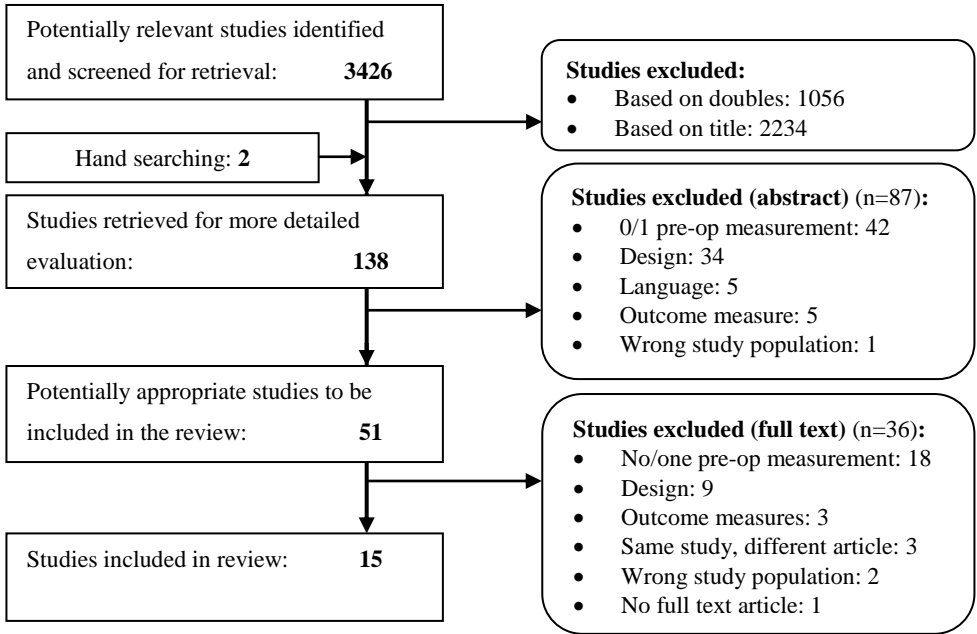 Potentially relevant studies identified
and screened for retrieval: 3426
Studies excluded:
• Based on doubles: 1056
• Based on title: 2234
Hand searching: 2
Studies retrieved for more detailed
evaluation: 138
Studies excluded (abstract) (n=87):
• 0/1 pre-op measurement: 42
• Design: 34
• Language: 5
• Outcome measure: 5
• Wrong study population: 1
Potentially appropriate studies to be
included in the review: 51
Studies excluded (full text) (n=36):
• No/one pre-op measurement: 18
• Design: 9
• Outcome measures: 3
• Same study, different article: 3
• Wrong study population: 2
• No full text article: 1
Studies included in review: 15